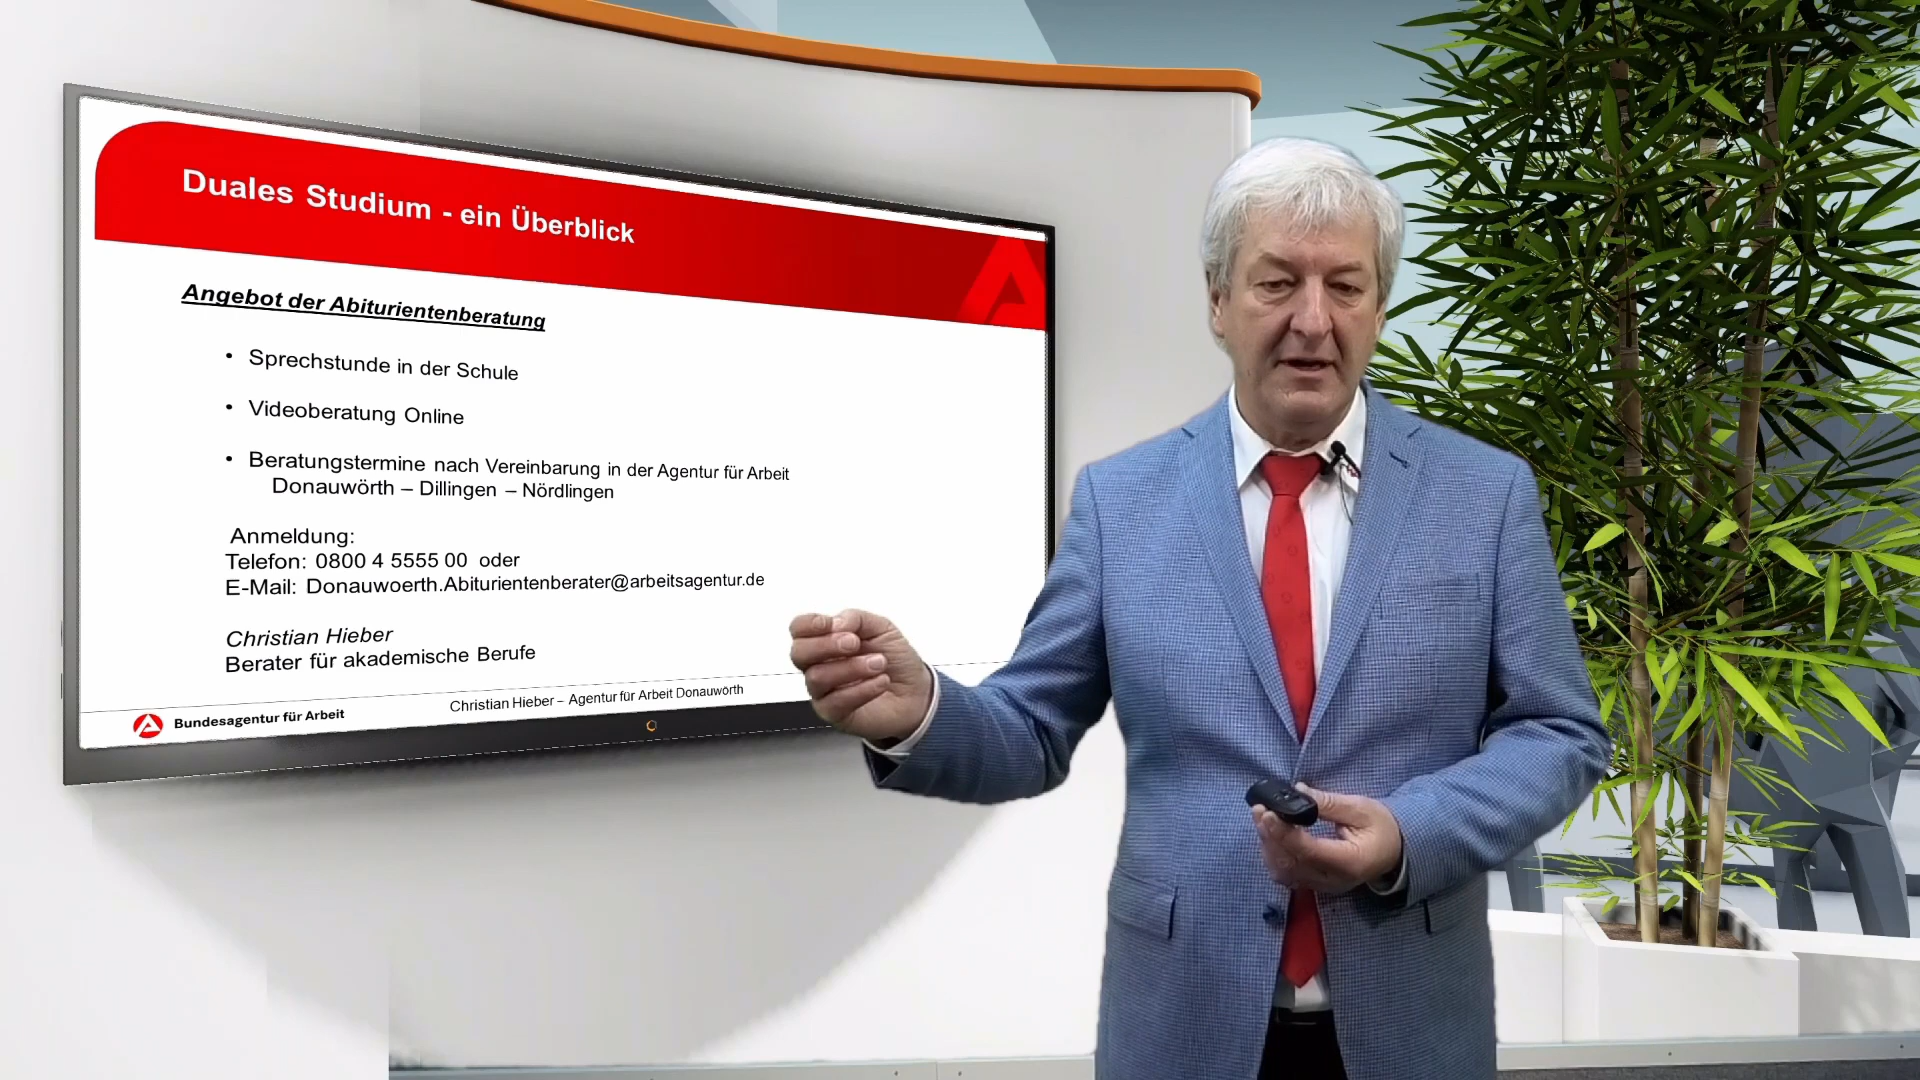 Duales Studium - ein Überblick
Angebot der Abiturientenberatung
• Sprechstunde in der Schule
• Videoberatung Online
• Beratungstermine nach Vereinbarung in der Agentur für Arbeit
Donauwörth – Dillingen – Nördlingen
Anmeldung:
Telefon: 0800 4 5555 00 oder
E-Mail: Donauwoerth.Abiturientenberater@arbeitsagentur.de
Christian Hieber
Berater für akademische Berufe
Bundesagentur für Arbeit
Christian Hieber – Agentur für Arbeit Donauwörth